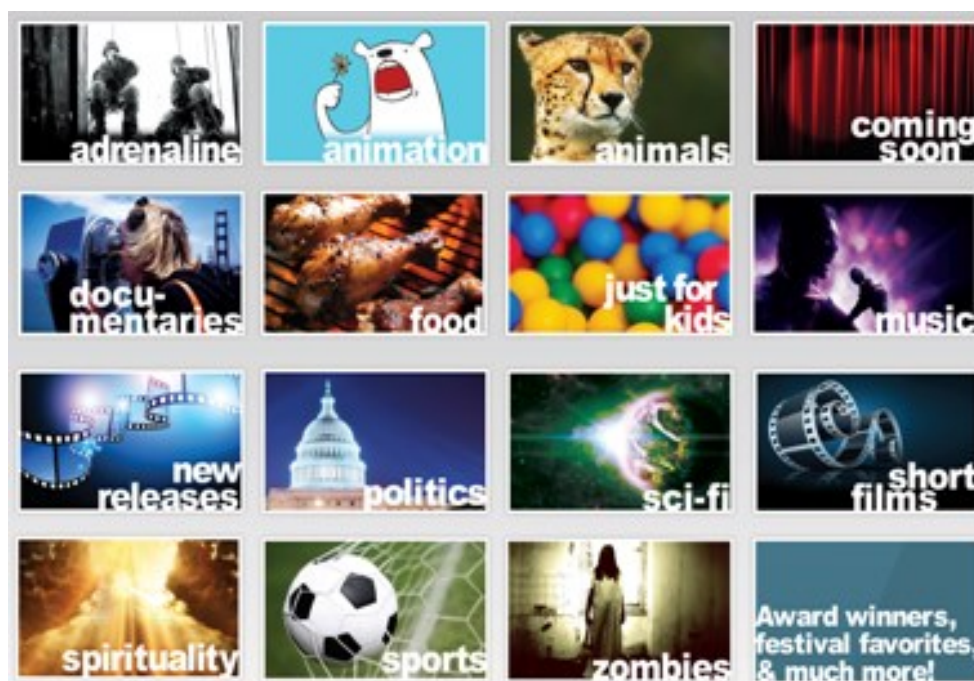 adrenaline
animation
animals
coming
soon
docu-
mentaries
food
just for
kids
music
new
releases
politics
sci-fi
short
films
spirituality
sports
zombies
Award winners,
festival favorites,
& much more!